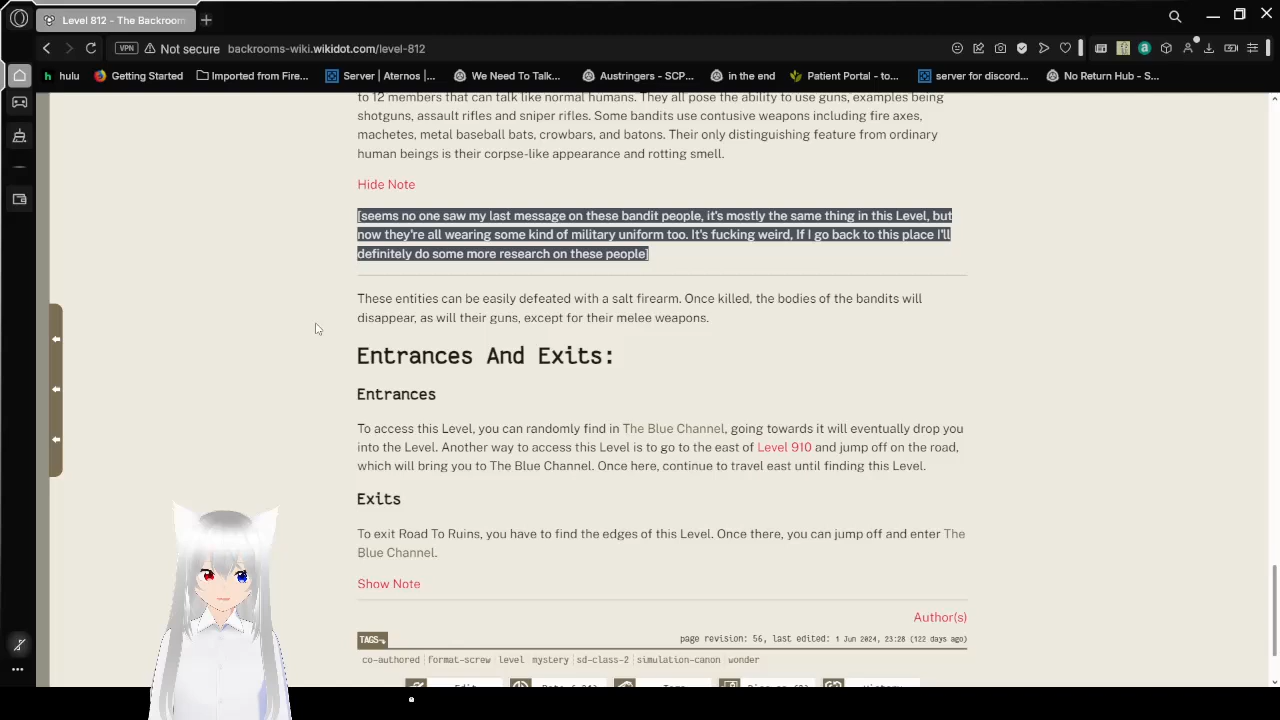 Level 812 - The Backroom
VPN
Not secure
backrooms-wiki.wikidot.com/level-812
hulu
Getting Started
Imported from Fire...
Server | Aternos |...
We Need To Talk...
Austringers - SCP...
in the end
Patient Portal - to...
server for discord...
No Return Hub - S...
to 12 members that can talk like normal humans. They all pose the ability to use guns, examples being
shotguns, assault rifles and sniper rifles. Some bandits use contusive weapons including fire axes,
machetes, metal baseball bats, crowbars, and batons. Their only distinguishing feature from ordinary
human beings is their corpse-like appearance and rotting smell.
Hide Note
[seems no one saw my last message on these bandit people, it's mostly the same thing in this Level, but
now they're all wearing some kind of military uniform too. It's fucking weird, If I go back to this place I'll
definitely do some more research on these people]
These entities can be easily defeated with a salt firearm. Once killed, the bodies of the bandits will
disappear, as will their guns, except for their melee weapons.
Entrances And Exits:
Entrances
To access this Level, you can randomly find in The Blue Channel, going towards it will eventually drop you
into the Level. Another way to access this Level is to go to the east of Level 910 and jump off on the road,
which will bring you to The Blue Channel. Once here, continue to travel east until finding this Level.
Exits
To exit Road To Ruins, you have to find the edges of this Level. Once there, you can jump off and enter The
Blue Channel.
Show Note
Author(s)
TAGS
page revision: 56, last edited: 1 Jun 2024, 23:28 (122 days ago)
co-authored format-screw level mystery sd-class-2 simulation-canon wonder